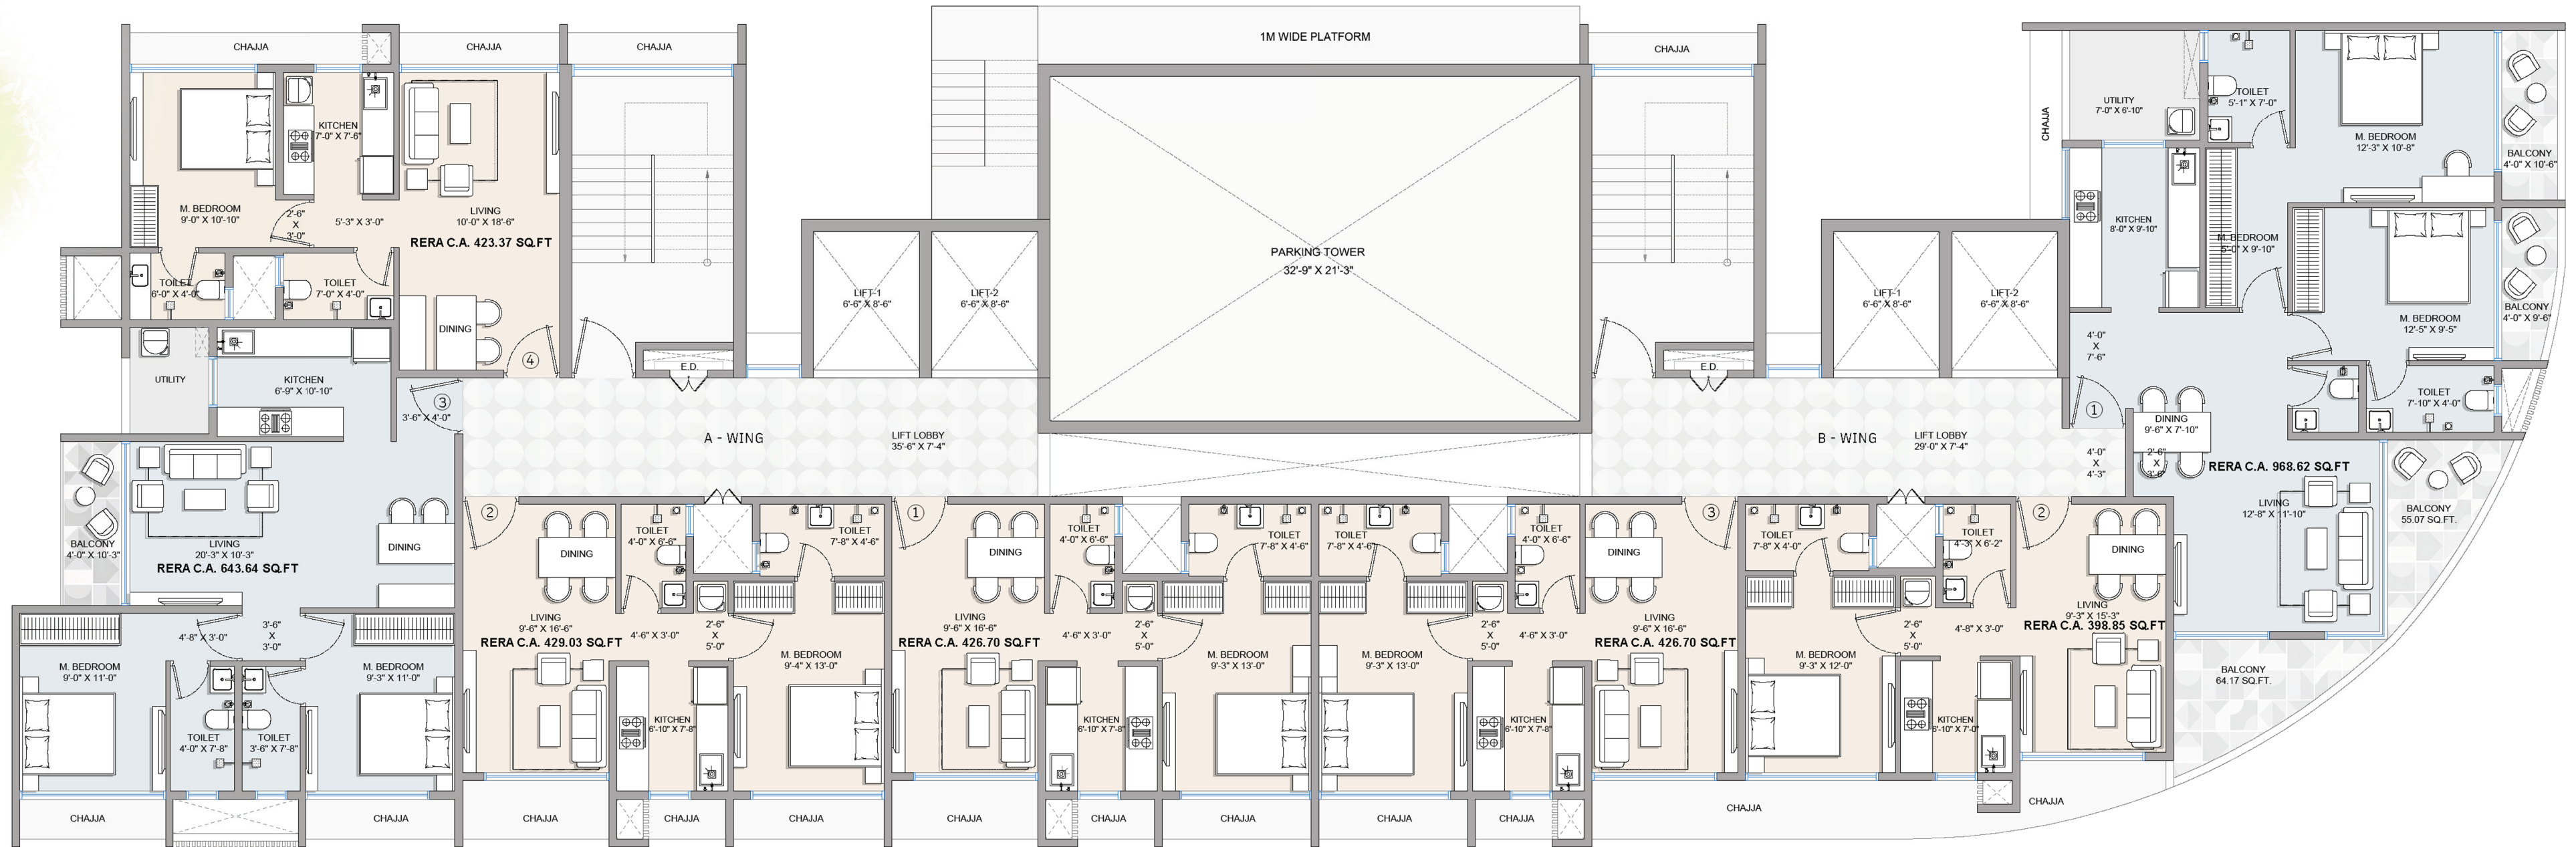 CHAJJA
CHAJJA
CHAJJA
1M WIDE PLATFORM
CHAJJA
M. BEDROOM
9'-0" X 10'-10"
KITCHEN
7'-0" X 7'-6"
2'-6"
X
3'-0"
5'-3" X 3'-0"
LIVING
10'-0" X 18'-6"
RERA C.A. 423.37 SQ.FT
TOILET
6'-0" X 4'-0"
TOILET
7'-0" X 4'-0"
DINING
4
E.D.
LIFT-1
6'-6" X 8'-6"
LIFT-2
6'-6" X 8'-6"
PARKING TOWER
32'-9" X 21'-3"
E.D.
LIFT-1
6'-6" X 8'-6"
LIFT-2
6'-6" X 8'-6"
CHAJJA
UTILITY
7'-0" X 6'-10"
TOILET
5'-1" X 7'-0"
M. BEDROOM
12'-3" X 10'-8"
BALCONY
4'-0" X 10'-6"
KITCHEN
8'-0" X 9'-10"
M. BEDROOM
5'-0" X 9'-10"
M. BEDROOM
12'-5" X 9'-5"
BALCONY
4'-0" X 9'-6"
4'-0"
X
7'-6"
TOILET
7'-10" X 4'-0"
1
DINING
9'-6" X 7'-10"
4'-0"
X
4'-3"
2'-6"
X
3'-6"
RERA C.A. 968.62 SQ.FT
LIVING
12'-8" X 11'-10"
BALCONY
55.07 SQ.FT.
BALCONY
64.17 SQ.FT.
UTILITY
KITCHEN
6'-9" X 10'-10"
3
3'-6" X 4'-0"
A - WING
LIFT LOBBY
35'-6" X 7'-4"
B - WING
LIFT LOBBY
29'-0" X 7'-4"
BALCONY
4'-0" X 10'-3"
LIVING
20'-3" X 10'-3"
RERA C.A. 643.64 SQ.FT
DINING
4'-8" X 3'-0"
3'-6"
X
3'-0"
M. BEDROOM
9'-0" X 11'-0"
M. BEDROOM
9'-3" X 11'-0"
TOILET
4'-0" X 7'-8"
TOILET
3'-6" X 7'-8"
2
DINING
TOILET
4'-0" X 6'-6"
TOILET
7'-8" X 4'-6"
LIVING
9'-6" X 16'-6"
RERA C.A. 429.03 SQ.FT
4'-6" X 3'-0"
2'-6"
X
5'-0"
M. BEDROOM
9'-4" X 13'-0"
KITCHEN
6'-10" X 7'-8"
1
DINING
TOILET
4'-0" X 6'-6"
TOILET
7'-8" X 4'-6"
LIVING
9'-6" X 16'-6"
RERA C.A. 426.70 SQ.FT
4'-6" X 3'-0"
2'-6"
X
5'-0"
M. BEDROOM
9'-3" X 13'-0"
KITCHEN
6'-10" X 7'-8"
TOILET
7'-8" X 4'-6"
TOILET
4'-0" X 6'-6"
DINING
3
M. BEDROOM
9'-3" X 13'-0"
2'-6"
X
5'-0"
4'-6" X 3'-0"
LIVING
9'-6" X 16'-6"
RERA C.A. 426.70 SQ.FT
KITCHEN
6'-10" X 7'-8"
TOILET
7'-8" X 4'-0"
TOILET
4'-3" X 6'-2"
2
DINING
M. BEDROOM
9'-3" X 12'-0"
2'-6"
X
5'-0"
4'-8" X 3'-0"
LIVING
9'-3" X 15'-3"
RERA C.A. 398.85 SQ.FT
KITCHEN
6'-10" X 7'-0"
CHAJJA
CHAJJA
CHAJJA
CHAJJA
CHAJJA
CHAJJA
CHAJJA
CHAJJA
CHAJJA
CHAJJA
CHAJJA
CHAJJA
CHAJJA